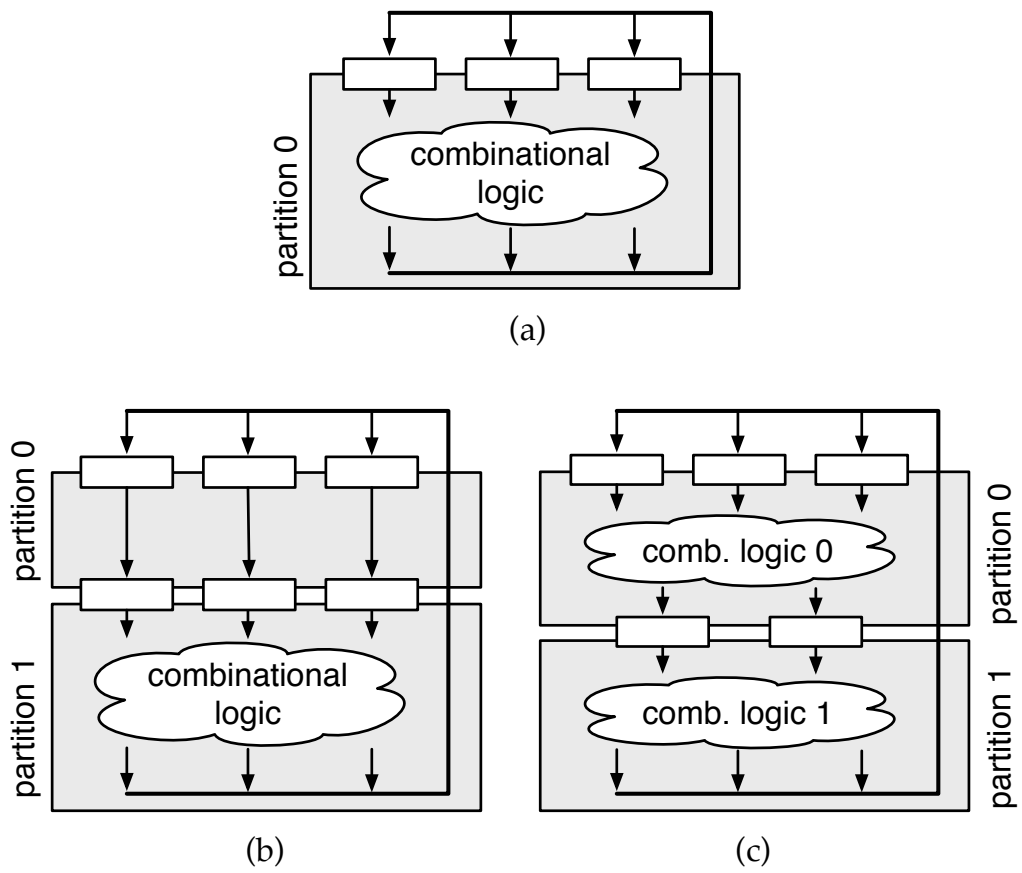 partition 0
combinational
logic
(a)
partition 0
partition 1
combinational
logic
(b)
comb. logic 0
partition 0
comb. logic 1
partition 1
(c)